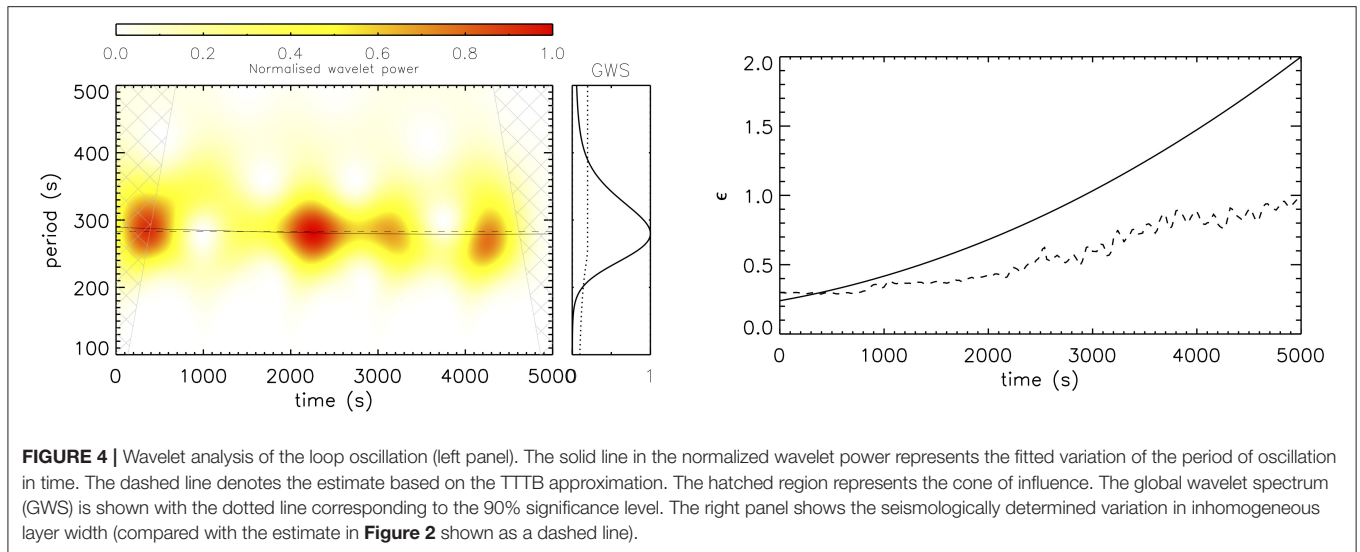 0.0 0.2 0.4 0.6 0.8 1.0
Normalised wavelet power
GWS
500
400
300
200
100
period (s)
0 1000 2000 3000 4000 5000
time (s)
0 1
2.0
1.5
1.0
0.5
0.0
ϵ
0 1000 2000 3000 4000 5000
time (s)
FIGURE 4 | Wavelet analysis of the loop oscillation (left panel). The solid line in the normalized wavelet power represents the fitted variation of the period of oscillation
in time. The dashed line denotes the estimate based on the TTTB approximation. The hatched region represents the cone of influence. The global wavelet spectrum
(GWS) is shown with the dotted line corresponding to the 90% significance level. The right panel shows the seismologically determined variation in inhomogeneous
layer width (compared with the estimate in Figure 2 shown as a dashed line).